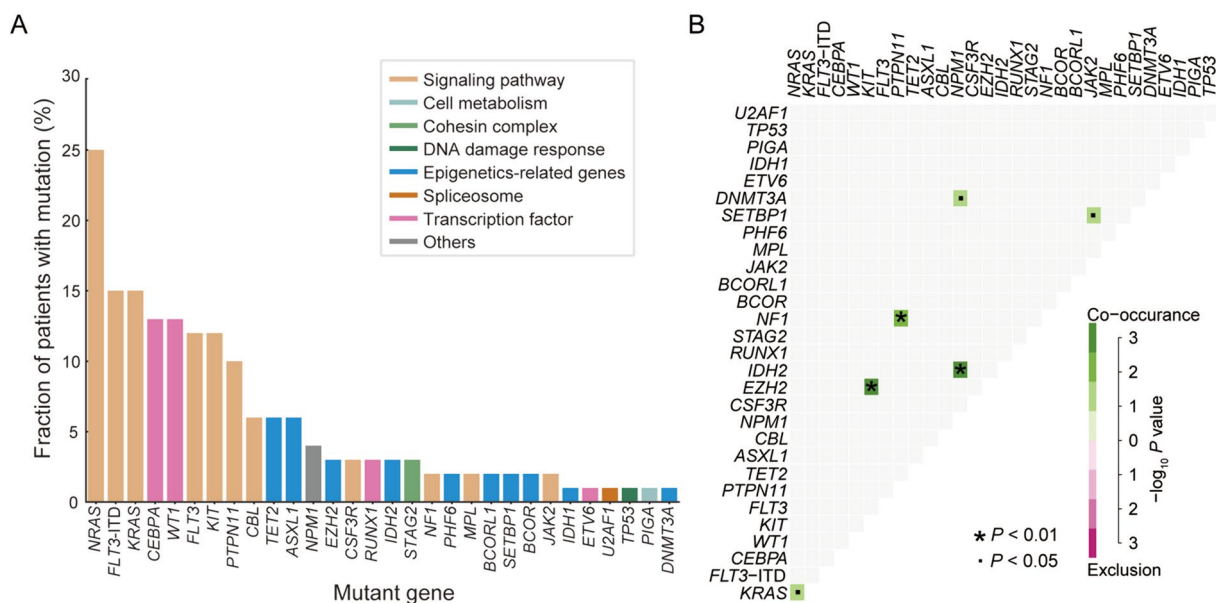 A
Fraction of patients with mutation (%)
30
25
20
15
10
5
0
Signaling pathway
Cell metabolism
Cohesin complex
DNA damage response
Epigenetics-related genes
Spliceosome
Transcription factor
Others
NRAS
FLT3-ITD
KRAS
CEBPA
WT1
FLT3
KIT
PTPN11
CBL
TET2
ASXL1
NPM1
EZH2
CSF3R
RUNX1
IDH2
STAG2
NF1
PHF6
MPL
BCORL1
SETBP1
BCOR
JAK2
IDH1
ETV6
U2AF1
TP53
PIGA
DNMT3A
Mutant gene
B
NRAS
KRAS
FLT3-ITD
CEBPA
WT1
KIT
FLT3
PTPN11
TET2
ASXL1
CBL
NPM1
CSF3R
EZH2
IDH2
RUNX1
STAG2
NF1
BCOR
BCORL1
JAK2
MPL
PHF6
SETBP1
DNMT3A
ETV6
IDH1
PIGA
TP53
U2AF1
TP53
PIGA
IDH1
ETV6
DNMT3A
SETBP1
PHF6
MPL
JAK2
BCORL1
BCOR
NF1
STAG2
RUNX1
IDH2
EZH2
CSF3R
NPM1
CBL
ASXL1
TET2
PTPN11
FLT3
KIT
WT1
CEBPA
FLT3-ITD
KRAS
* P < 0.01
▪ P < 0.05
Co-occurance
3
2
1
0
1
2
3
-log10 P value
Exclusion